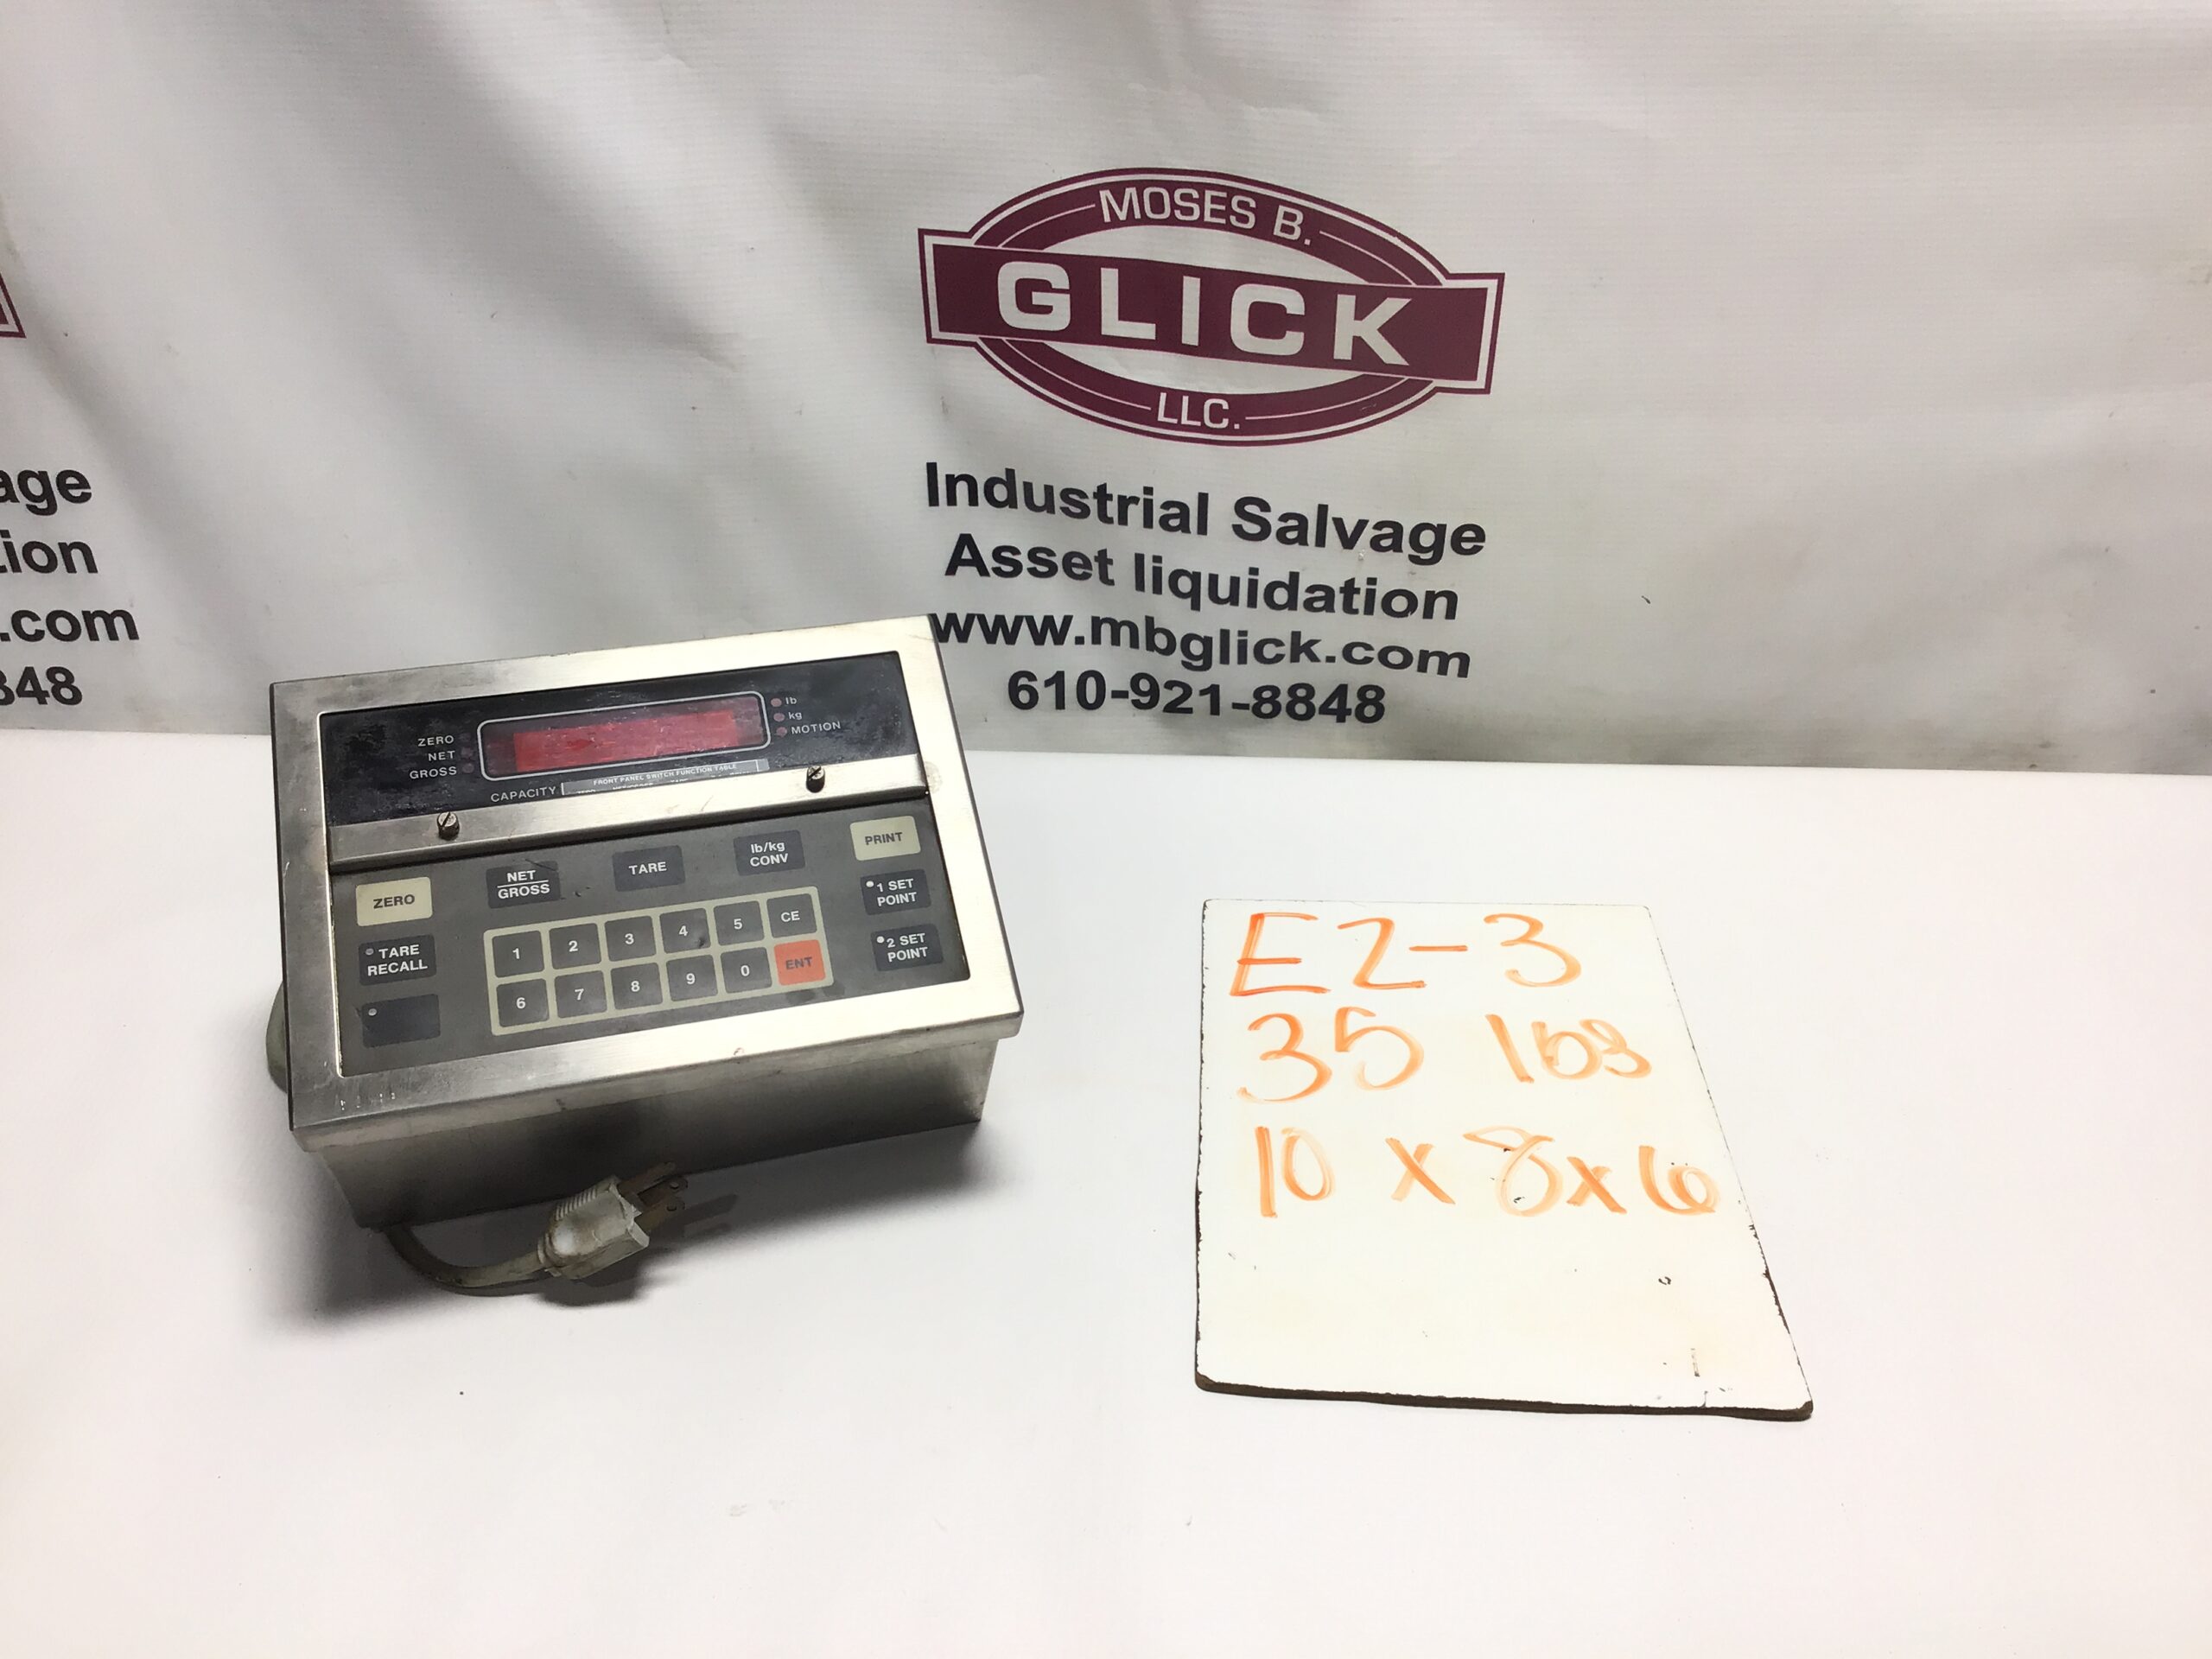 MOSES B.
GLICK
LLC.
Industrial Salvage
Asset liquidation
www.mbglick.com
610-921-8848
age
ion
.com
848
ZERO
NET
GROSS
lb
kg
MOTION
CAPACITY
FRONT PANEL SWITCH FUNCTION TABLE
ZERO
NET
GROSS
TARE
lb/kg
CONV
PRINT
TARE
RECALL
1 SET
POINT
2 SET
POINT
1 2 3 4 5 CE
6 7 8 9 0 ENT
E2-3
35 lbs
10 x 8 x 6